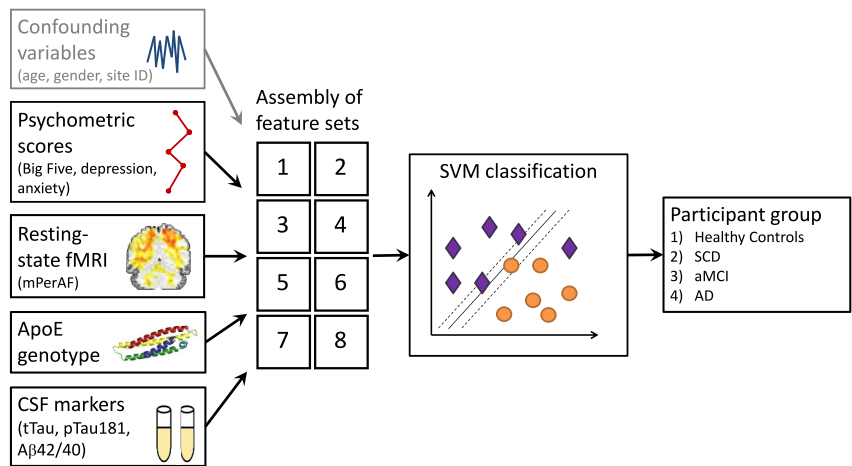 Confounding
variables
(age, gender, site ID)
Psychometric
scores
(Big Five, depression,
anxiety)
Resting-
state fMRI
(mPerAF)
ApoE
genotype
CSF markers
(tTau, pTau181,
Aβ42/40)
Assembly of
feature sets
1 2
3 4
5 6
7 8
SVM classification
Participant group
1) Healthy Controls
2) SCD
3) aMCI
4) AD